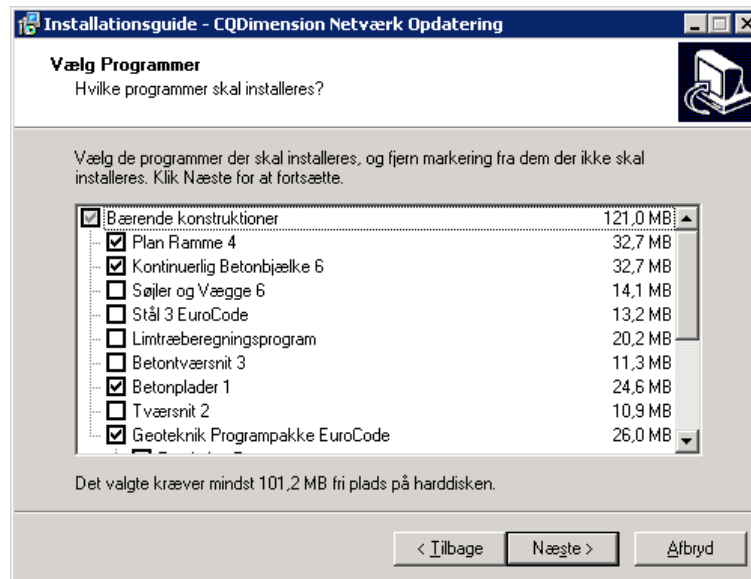 Installationsguide - CQDimension Netværk Opdatering
Vælg Programmer
Hvilke programmer skal installeres?
Vælg de programmer der skal installeres, og fjern markering fra dem der ikke skal
installeres. Klik Næste for at fortsætte.
Bærende konstruktioner 121,0 MB
Plan Ramme 4 32,7 MB
Kontinuerlig Betonbjælke 6 32,7 MB
Søjler og Vægge 6 14,1 MB
Stål 3 EuroCode 13,2 MB
Limtræberegningsprogram 20,2 MB
Betontværsnit 3 11,3 MB
Betonplader 1 24,6 MB
Tværsnit 2 10,9 MB
Geoteknik Programpakke EuroCode 26,0 MB
Det valgte kræver mindst 101,2 MB fri plads på harddisken.
< Tilbage Næste > Afbryd